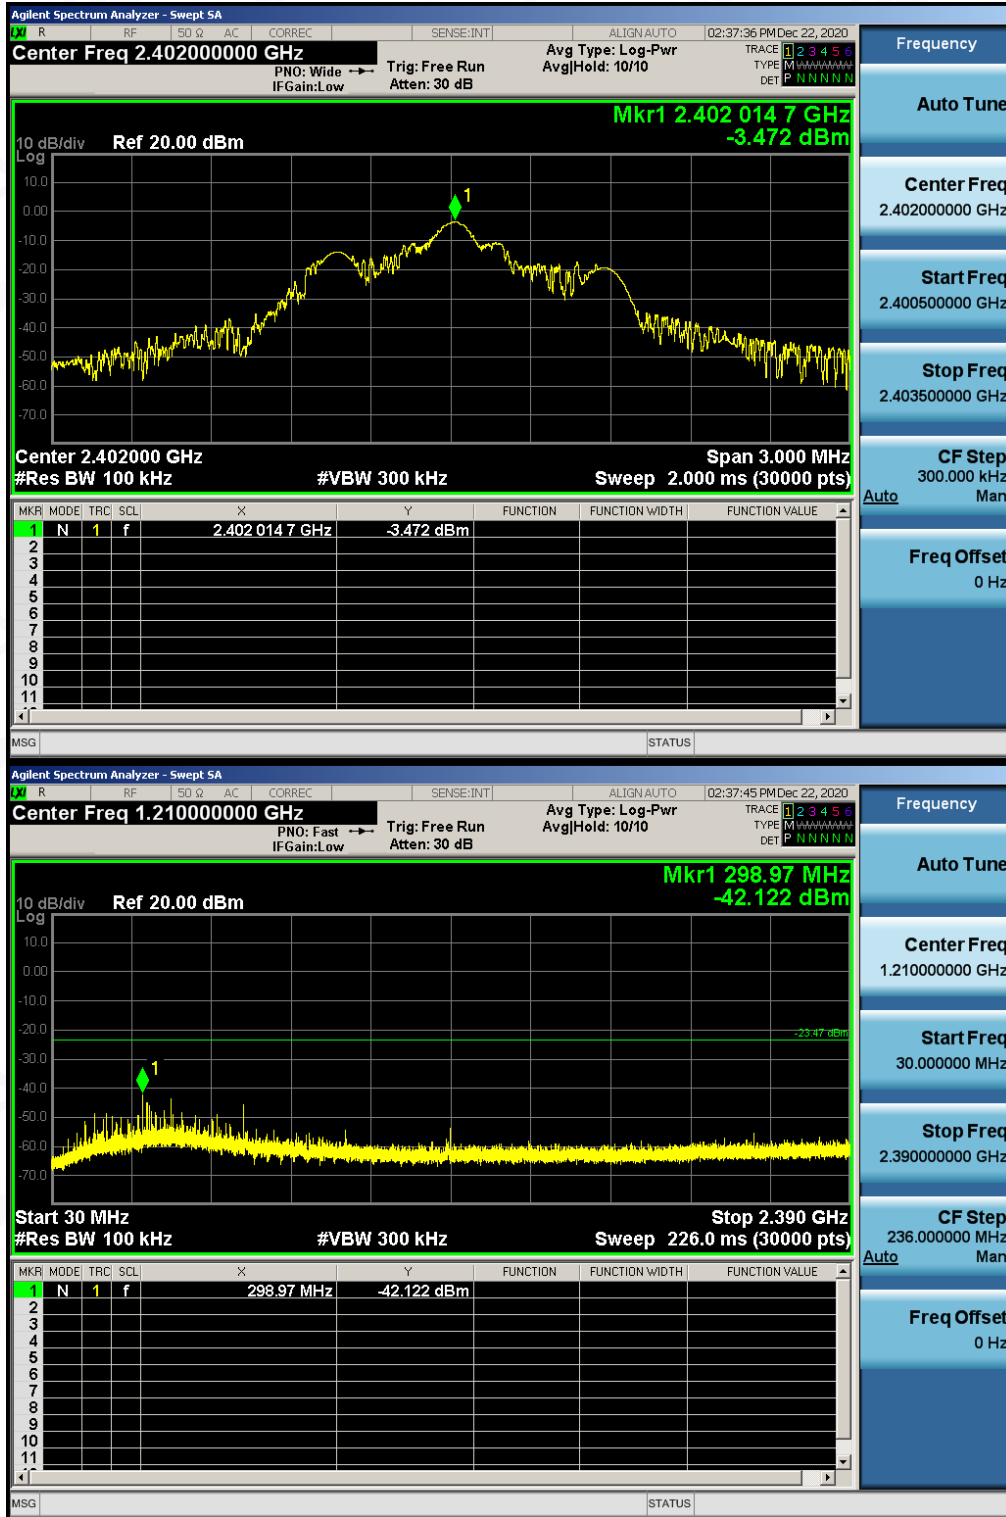 Agilent Spectrum Analyzer - Swept SA
LXI R RF 50 Ω AC CORREC SENSE:INT ALIGN AUTO 02:37:36 PM Dec 22, 2020
Center Freq 2.402000000 GHz
PNO: Wide
IFGain:Low
Trig: Free Run
Atten: 30 dB
Avg Type: Log-Pwr
Avg|Hold: 10/10
TRACE 1 2 3 4 5 6
TYPE M
DET P N N N N N
Mkr1 2.402 014 7 GHz
-3.472 dBm
10 dB/div Ref 20.00 dBm
Log
10.0
0.00
-10.0
-20.0
-30.0
-40.0
-50.0
-60.0
-70.0
1
Center 2.402000 GHz Span 3.000 MHz
#Res BW 100 kHz #VBW 300 kHz Sweep 2.000 ms (30000 pts)
MKR MODE TRC SCL X Y FUNCTION FUNCTION WIDTH FUNCTION VALUE
1 N 1 f 2.402 014 7 GHz -3.472 dBm
2
3
4
5
6
7
8
9
10
11
MSG STATUS
Frequency
Auto Tune
Center Freq
2.402000000 GHz
Start Freq
2.400500000 GHz
Stop Freq
2.403500000 GHz
CF Step
300.000 kHz
Auto Man
Freq Offset
0 Hz
Agilent Spectrum Analyzer - Swept SA
LXI R RF 50 Ω AC CORREC SENSE:INT ALIGN AUTO 02:37:45 PM Dec 22, 2020
Center Freq 1.210000000 GHz
PNO: Fast
IFGain:Low
Trig: Free Run
Atten: 30 dB
Avg Type: Log-Pwr
Avg|Hold: 10/10
TRACE 1 2 3 4 5 6
TYPE M
DET P N N N N N
Mkr1 298.97 MHz
-42.122 dBm
10 dB/div Ref 20.00 dBm
Log
10.0
0.00
-10.0
-20.0
-30.0
-40.0
-50.0
-60.0
-70.0
-23.47 dBm
1
Start 30 MHz Stop 2.390 GHz
#Res BW 100 kHz #VBW 300 kHz Sweep 226.0 ms (30000 pts)
MKR MODE TRC SCL X Y FUNCTION FUNCTION WIDTH FUNCTION VALUE
1 N 1 f 298.97 MHz -42.122 dBm
2
3
4
5
6
7
8
9
10
11
MSG STATUS
Frequency
Auto Tune
Center Freq
1.210000000 GHz
Start Freq
30.000000 MHz
Stop Freq
2.390000000 GHz
CF Step
236.000000 MHz
Auto Man
Freq Offset
0 Hz